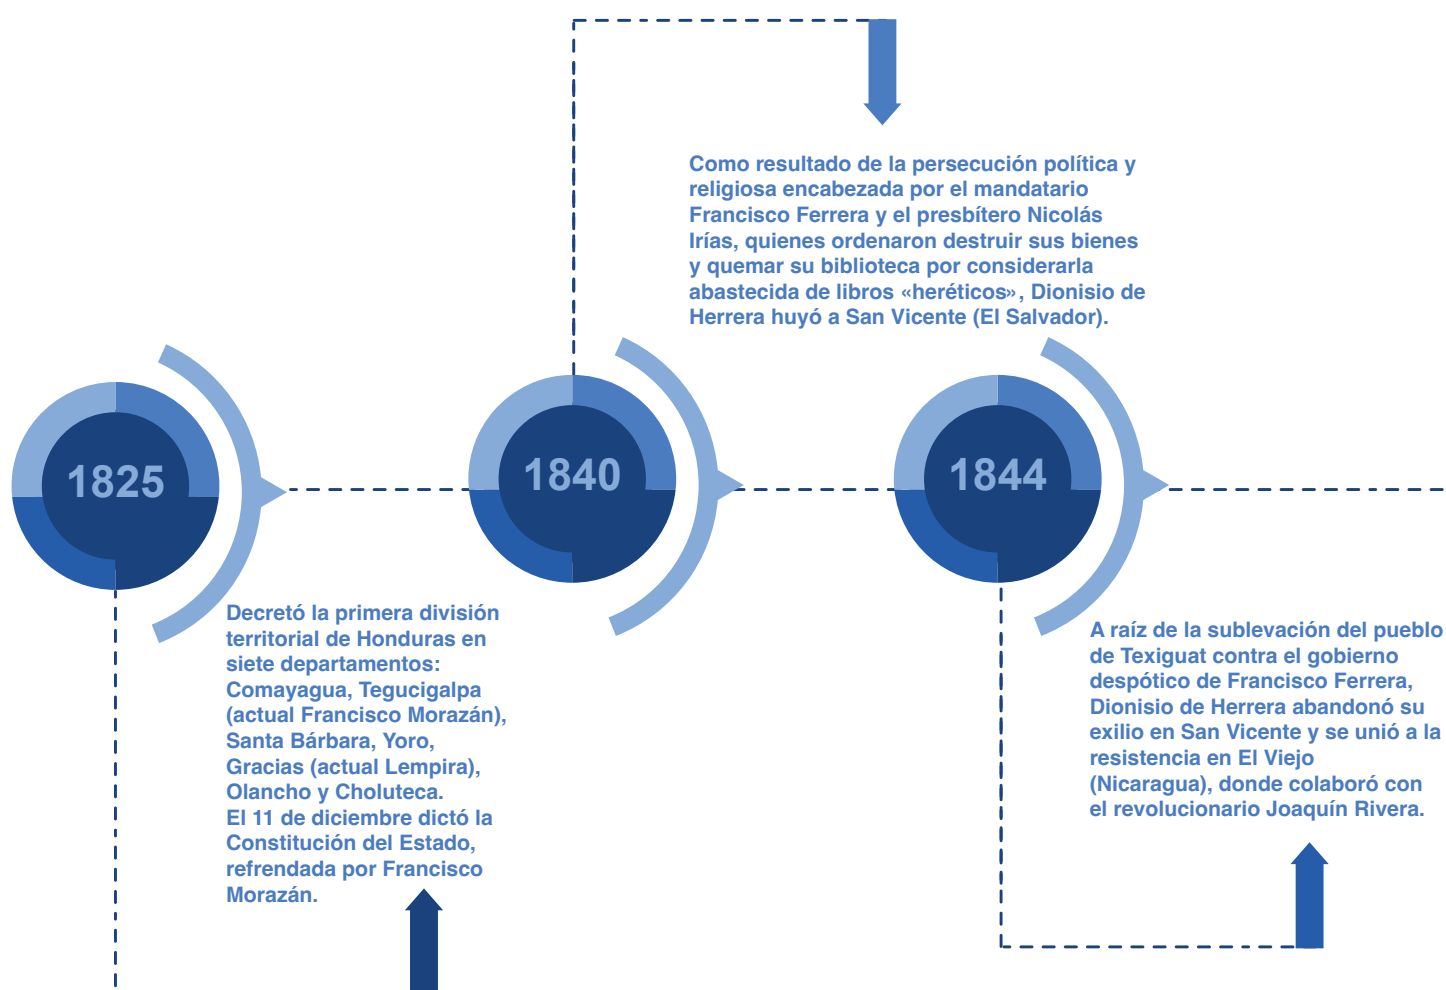 Como resultado de la persecución política y
religiosa encabezada por el mandatario
Francisco Ferrera y el presbítero Nicolás
Irías, quienes ordenaron destruir sus bienes
y quemar su biblioteca por considerarla
abastecida de libros «heréticos», Dionisio de
Herrera huyó a San Vicente (El Salvador).
1825
1840
1844
Decretó la primera división
territorial de Honduras en
siete departamentos:
Comayagua, Tegucigalpa
(actual Francisco Morazán),
Santa Bárbara, Yoro,
Gracias (actual Lempira),
Olancho y Choluteca.
El 11 de diciembre dictó la
Constitución del Estado,
refrendada por Francisco
Morazán.
A raíz de la sublevación del pueblo
de Texiguat contra el gobierno
despótico de Francisco Ferrera,
Dionisio de Herrera abandonó su
exilio en San Vicente y se unió a la
resistencia en El Viejo
(Nicaragua), donde colaboró con
el revolucionario Joaquín Rivera.